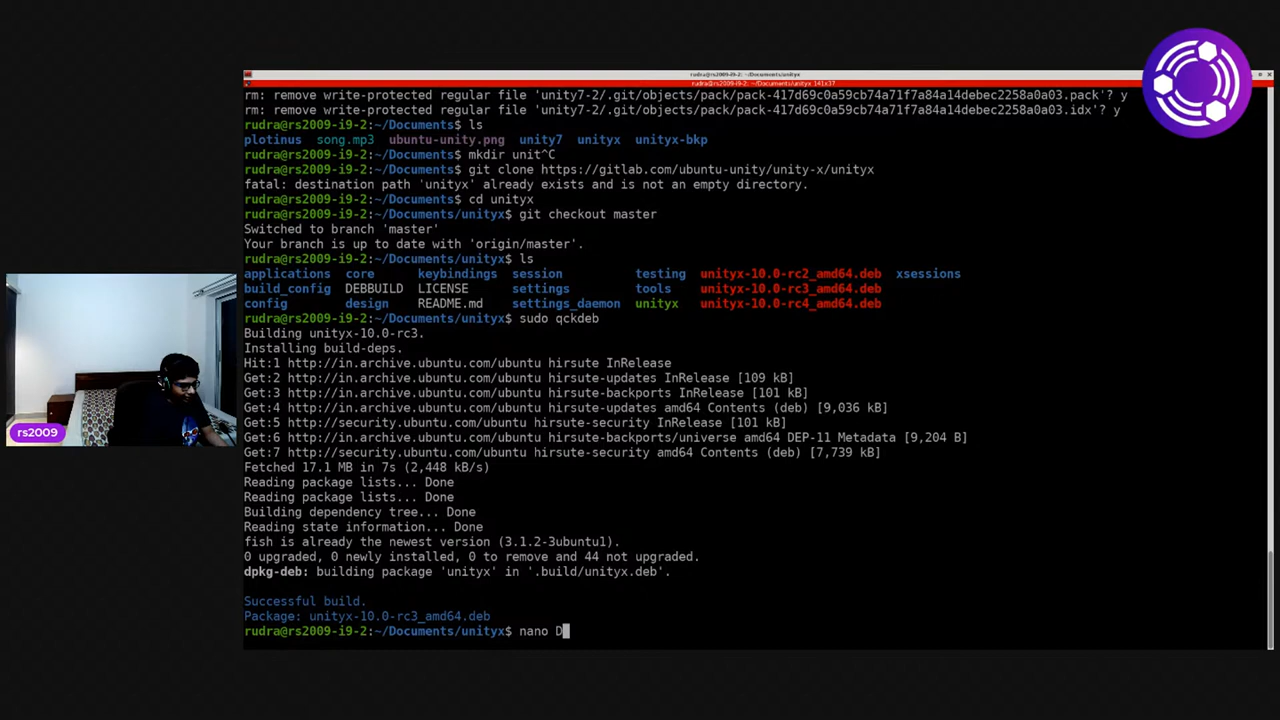 rudra@rs2009-i9-2: ~/Documents/unityx
rudra@rs2009-i9-2: ~/Documents/unityx 141x37
rm: remove write-protected regular file 'unity7-2/.git/objects/pack/pack-417d69c0a59cb74a71f7a84a14debec2258a0a03.pack'? y
rm: remove write-protected regular file 'unity7-2/.git/objects/pack/pack-417d69c0a59cb74a71f7a84a14debec2258a0a03.idx'? y
rudra@rs2009-i9-2:~/Documents$ ls
plotinus song.mp3 ubuntu-unity.png unity7 unityx unityx-bkp
rudra@rs2009-i9-2:~/Documents$ mkdir unit^C
rudra@rs2009-i9-2:~/Documents$ git clone https://gitlab.com/ubuntu-unity/unity-x/unityx
fatal: destination path 'unityx' already exists and is not an empty directory.
rudra@rs2009-i9-2:~/Documents$ cd unityx
rudra@rs2009-i9-2:~/Documents/unityx$ git checkout master
Switched to branch 'master'
Your branch is up to date with 'origin/master'.
rudra@rs2009-i9-2:~/Documents/unityx$ ls
applications core keybindings session testing unityx-10.0-rc2_amd64.deb xsessions
build_config DEBBUILD LICENSE settings tools unityx-10.0-rc3_amd64.deb
config design README.md settings_daemon unityx unityx-10.0-rc4_amd64.deb
rudra@rs2009-i9-2:~/Documents/unityx$ sudo qckdeb
Building unityx-10.0-rc3.
Installing build-deps.
Hit:1 http://in.archive.ubuntu.com/ubuntu hirsute InRelease
Get:2 http://in.archive.ubuntu.com/ubuntu hirsute-updates InRelease [109 kB]
Get:3 http://in.archive.ubuntu.com/ubuntu hirsute-backports InRelease [101 kB]
Get:4 http://in.archive.ubuntu.com/ubuntu hirsute-updates amd64 Contents (deb) [9,036 kB]
Get:5 http://security.ubuntu.com/ubuntu hirsute-security InRelease [101 kB]
Get:6 http://in.archive.ubuntu.com/ubuntu hirsute-backports/universe amd64 DEP-11 Metadata [9,204 B]
Get:7 http://security.ubuntu.com/ubuntu hirsute-security amd64 Contents (deb) [7,739 kB]
Fetched 17.1 MB in 7s (2,448 kB/s)
Reading package lists... Done
Reading package lists... Done
Building dependency tree... Done
Reading state information... Done
fish is already the newest version (3.1.2-3ubuntu1).
0 upgraded, 0 newly installed, 0 to remove and 44 not upgraded.
dpkg-deb: building package 'unityx' in '.build/unityx.deb'.
Successful build.
Package: unityx-10.0-rc3_amd64.deb
rudra@rs2009-i9-2:~/Documents/unityx$ nano D
rs2009